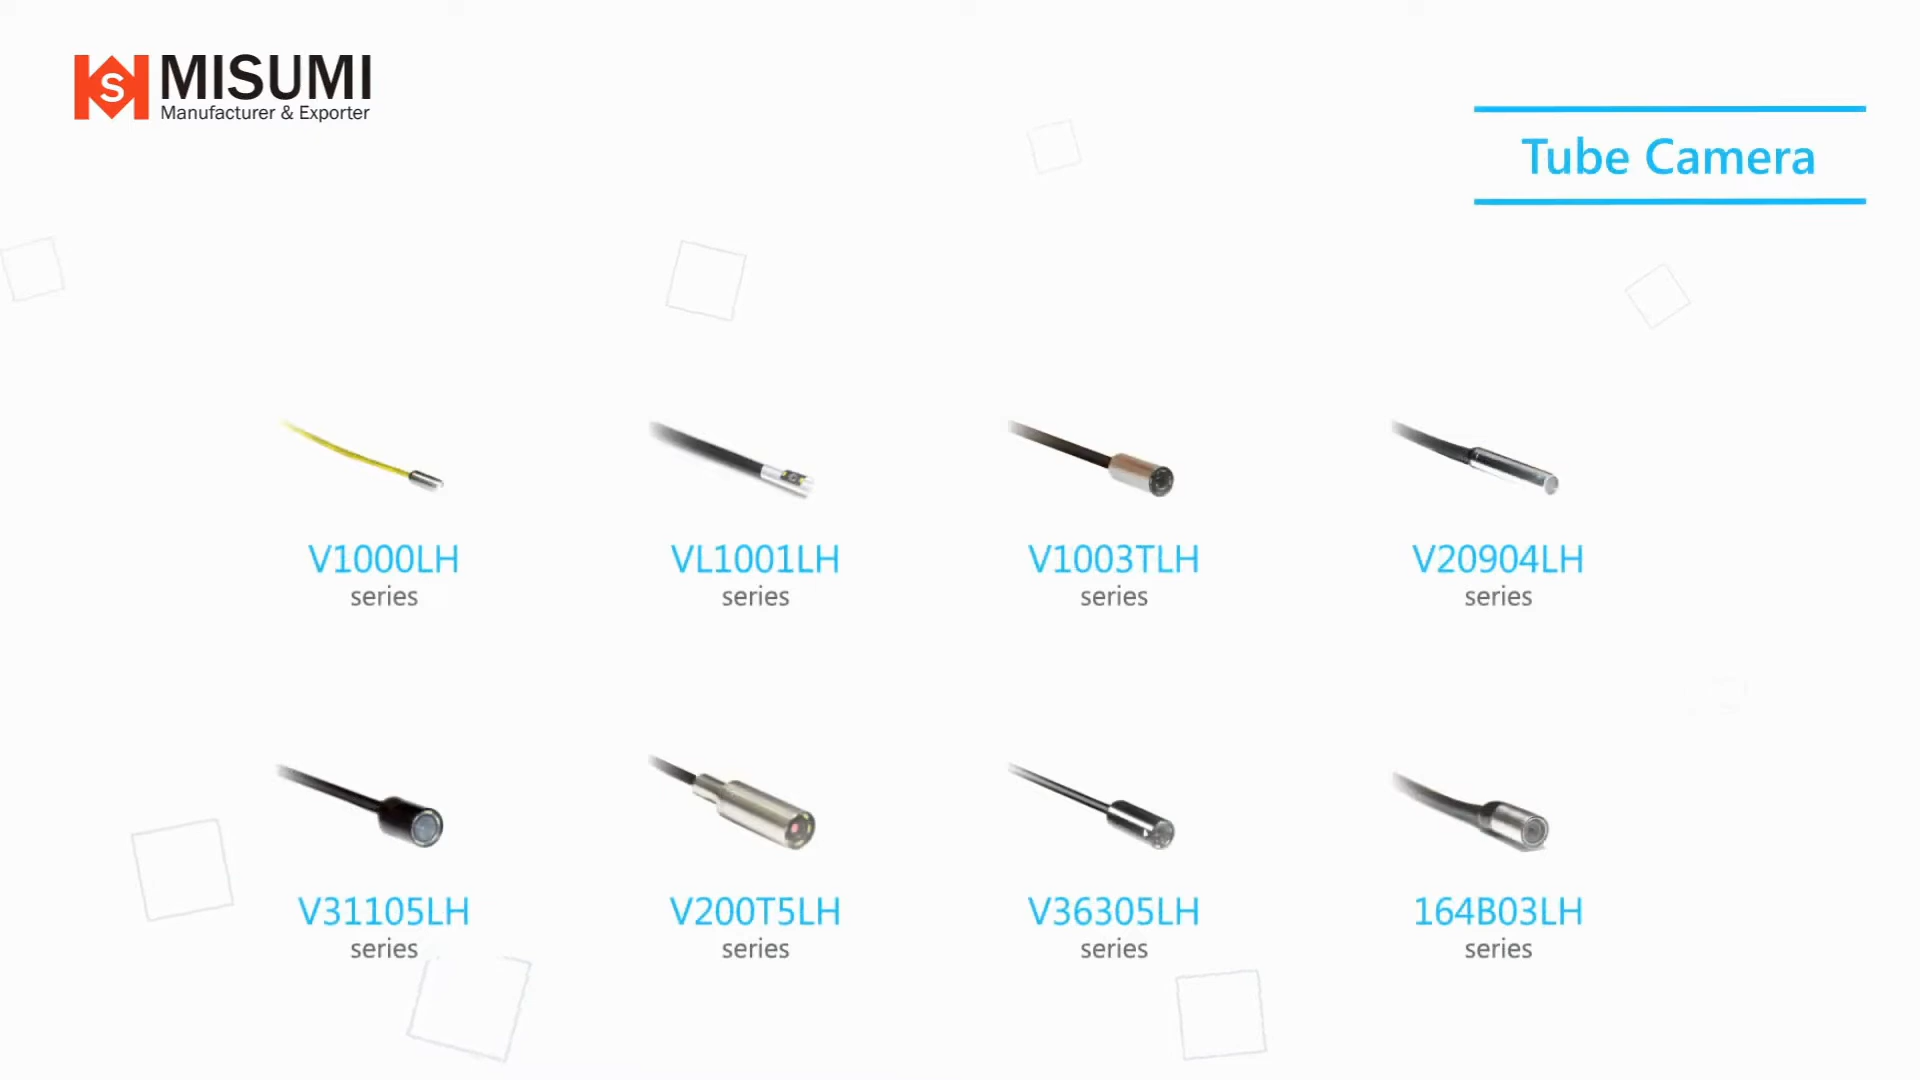 MISUMI
Manufacturer & Exporter
Tube Camera
V1000LH
series
VL1001LH
series
V1003TLH
series
V20904LH
series
V31105LH
series
V200T5LH
series
V36305LH
series
164B03LH
series